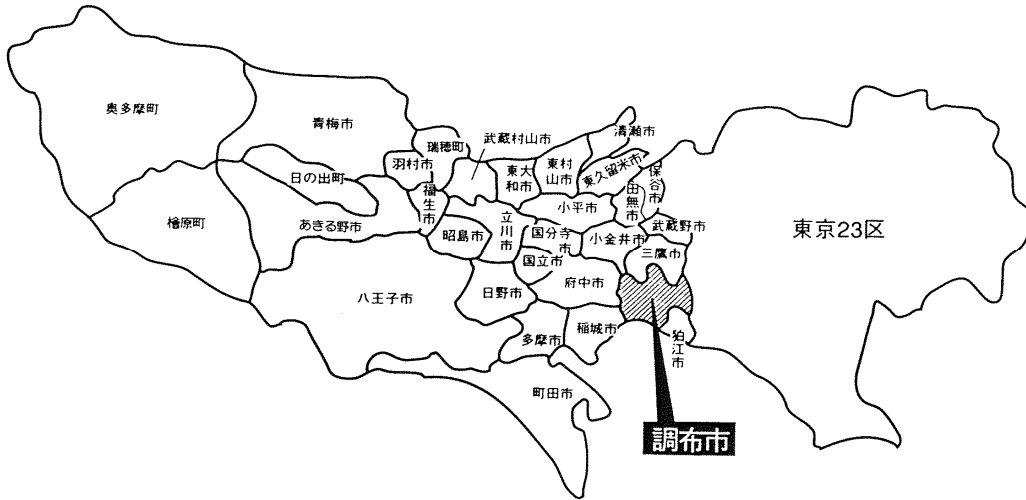 奥多摩町
青梅市
瑞穂町
武蔵村山市
清瀬市
羽村市
東大
和市
東村
山市
東久留米市
保谷市
日の出町
福生市
小平市
田無市
檜原町
あきる野市
昭島市
立川市
国分寺
市
小金井市
武蔵野市
三鷹市
東京23区
国立市
八王子市
日野市
府中市
多摩市
稲城市
狛江市
町田市
調布市